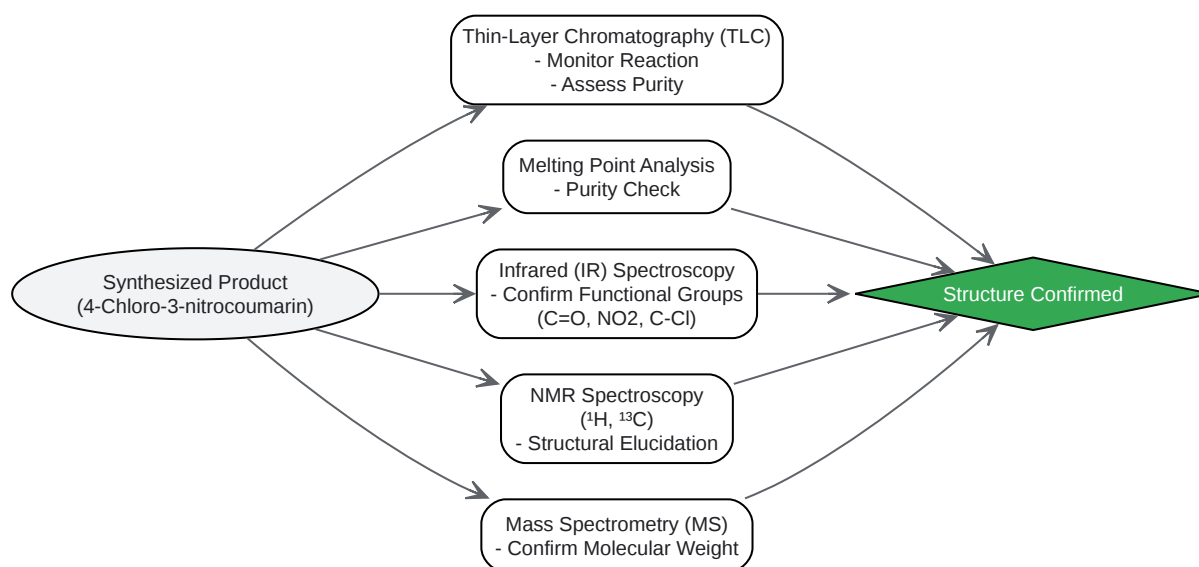 Thin-Layer Chromatography (TLC)
- Monitor Reaction
- Assess Purity
Melting Point Analysis
- Purity Check
Synthesized Product
(4-Chloro-3-nitrocoumarin)
Infrared (IR) Spectroscopy
- Confirm Functional Groups
(C=O, NO2, C-Cl)
Structure Confirmed
NMR Spectroscopy
(¹H, ¹³C)
- Structural Elucidation
Mass Spectrometry (MS)
- Confirm Molecular Weight